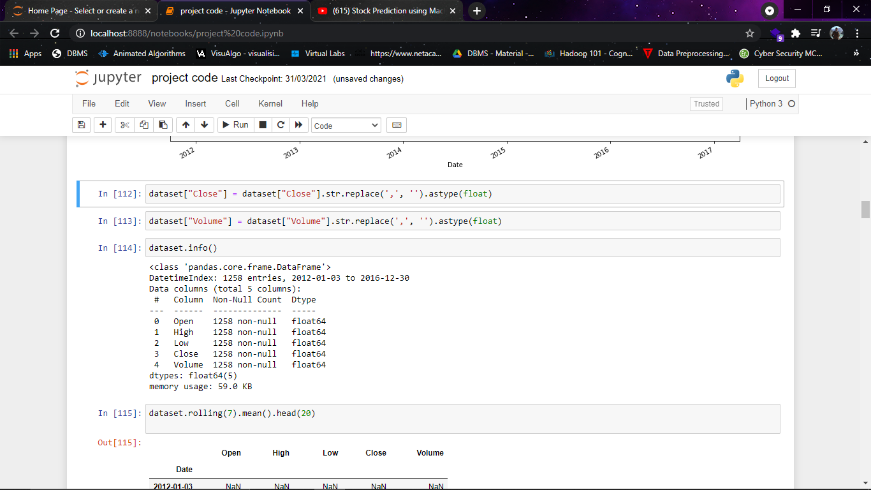 Home Page - Select or create a n
project code - Jupyter Notebook
(615) Stock Prediction using Mac
localhost:8888/notebooks/project%20code.ipynb
Apps
DBMS
Animated Algorithms
VisuAlgo - visualisi...
Virtual Labs
https://www.netaca...
DBMS - Material -...
Hadoop 101 - Cogn...
Data Preprocessing...
Cyber Security MC...
jupyter project code Last Checkpoint: 31/03/2021 (unsaved changes)
Logout
File Edit View Insert Cell Kernel Help
Trusted
Python 3
Run
Code
2012 2013 2014 2015 2016 2017
Date
In [112]: dataset["Close"] = dataset["Close"].str.replace(',', '').astype(float)
In [113]: dataset["Volume"] = dataset["Volume"].str.replace(',', '').astype(float)
In [114]: dataset.info()
<class 'pandas.core.frame.DataFrame'>
DatetimeIndex: 1258 entries, 2012-01-03 to 2016-12-30
Data columns (total 5 columns):
# Column Non-Null Count Dtype
--- ------ -------------- -----
0 Open 1258 non-null float64
1 High 1258 non-null float64
2 Low 1258 non-null float64
3 Close 1258 non-null float64
4 Volume 1258 non-null float64
dtypes: float64(5)
memory usage: 59.0 KB
In [115]: dataset.rolling(7).mean().head(20)
Out[115]:
Open High Low Close Volume
Date
2012-01-03 NaN NaN NaN NaN NaN